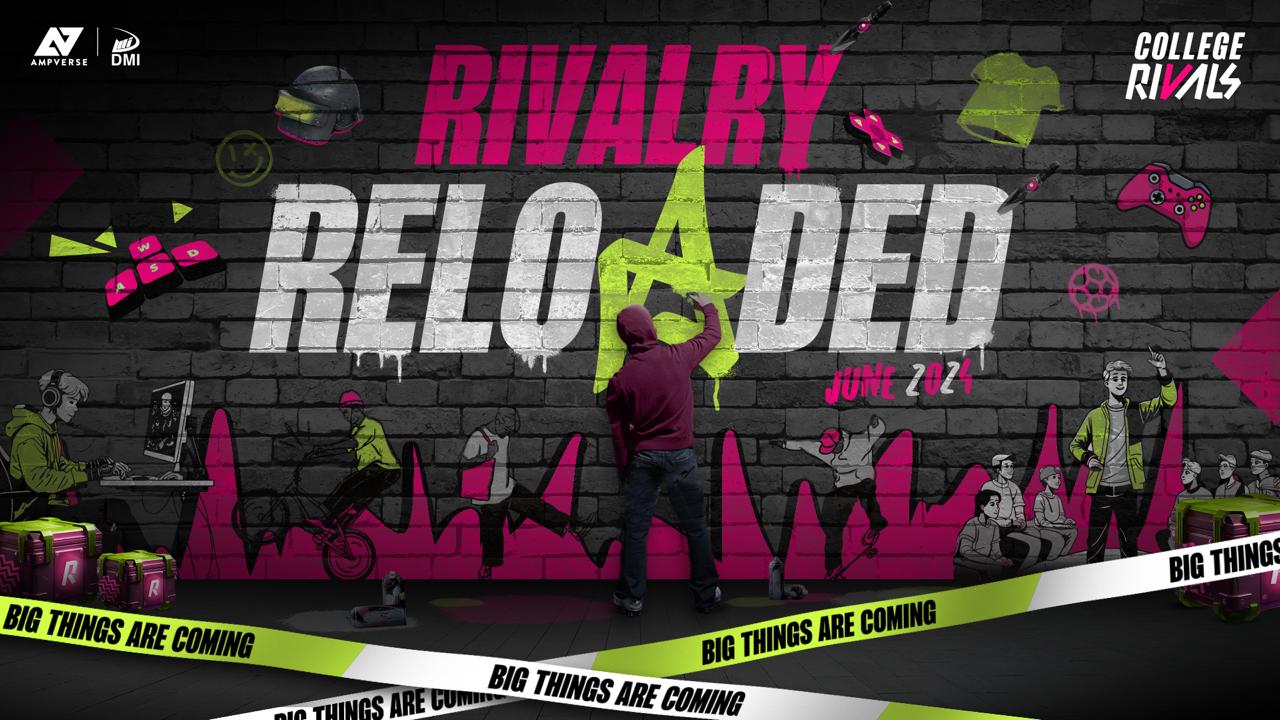 AMPVERSE
DMI
COLLEGE
RIVALS
RIVALRY
RELOADED
JUNE 2024
W
A S D
R
R
BIG THINGS ARE COMING
BIG THINGS ARE COMING
BIG THINGS
BIG THINGS ARE COMING
BIG THINGS ARE COMING